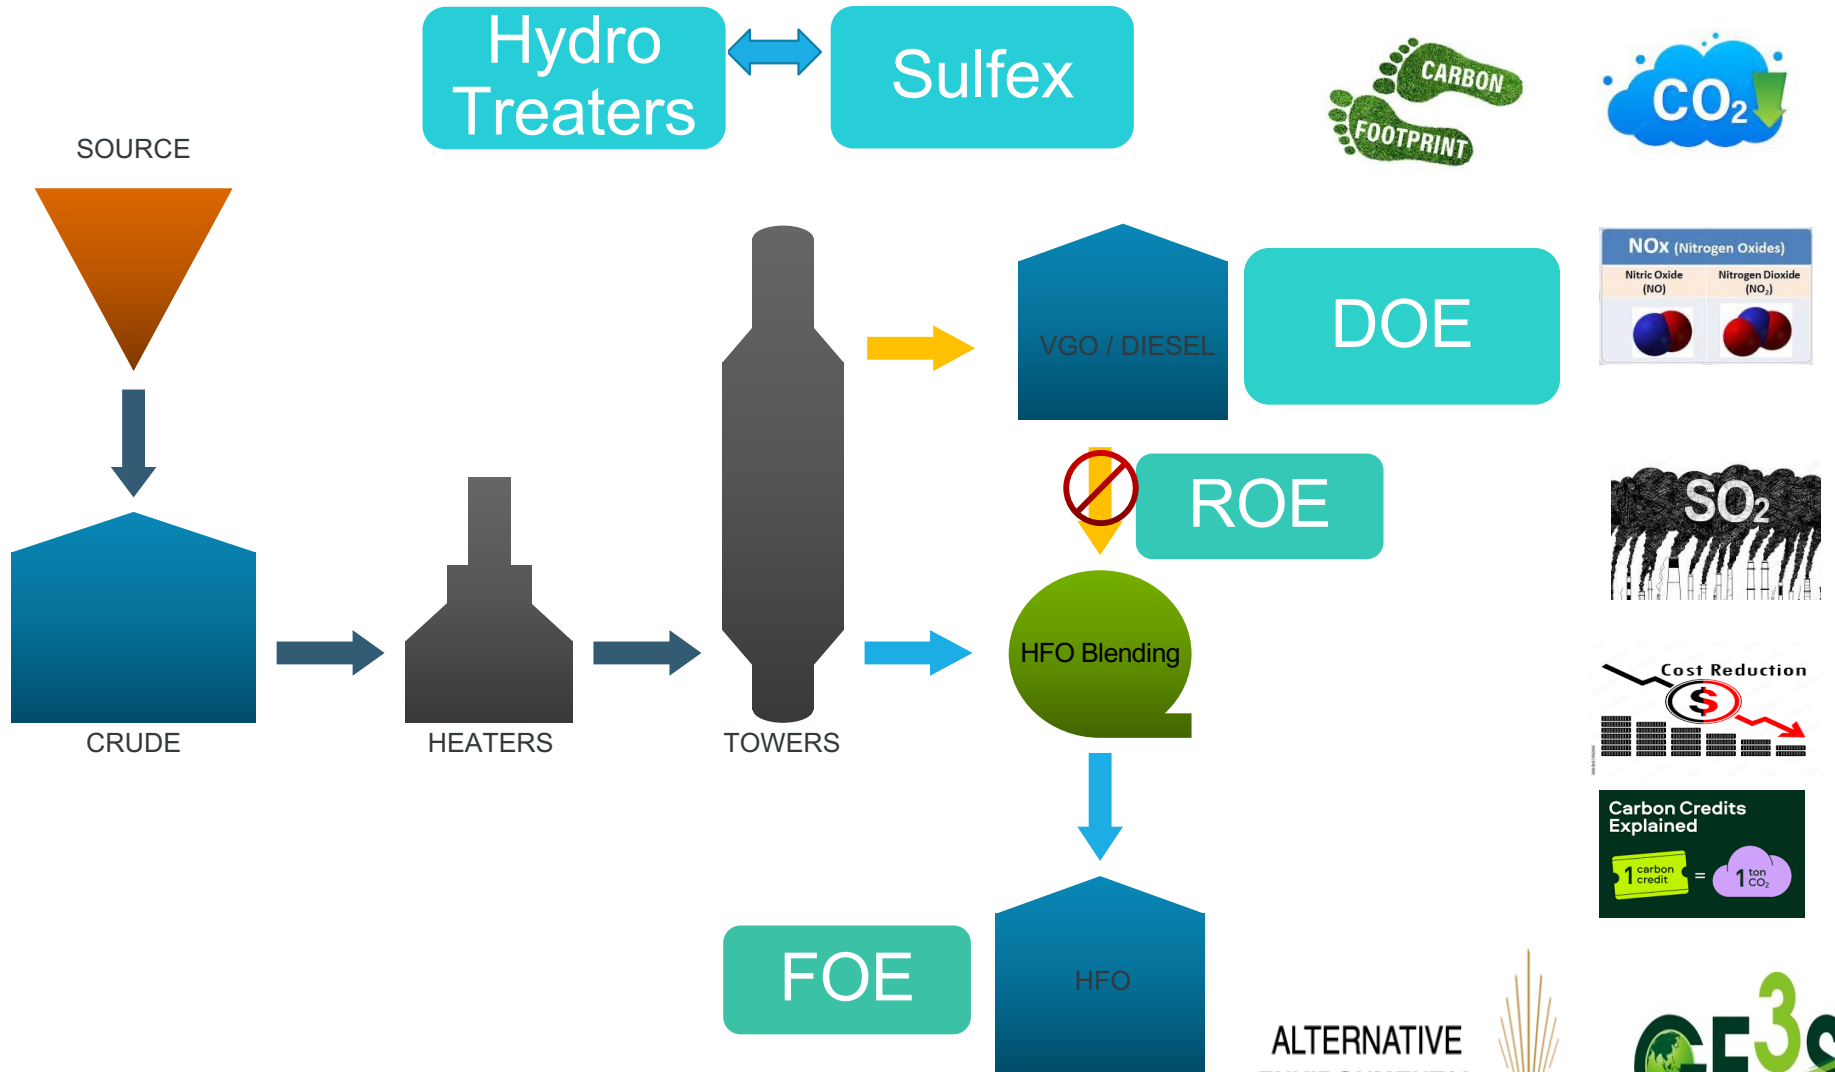 Hydro
Treaters
Sulfex
CARBON
FOOTPRINT
CO₂
SOURCE
NOx (Nitrogen Oxides)
Nitric Oxide
(NO)
Nitrogen Dioxide
(NO₂)
VGO / DIESEL
DOE
ROE
SO₂
HFO Blending
Cost Reduction
$
CRUDE
HEATERS
TOWERS
Carbon Credits
Explained
1 carbon
credit
=
1 ton
CO₂
FOE
HFO
ALTERNATIVE